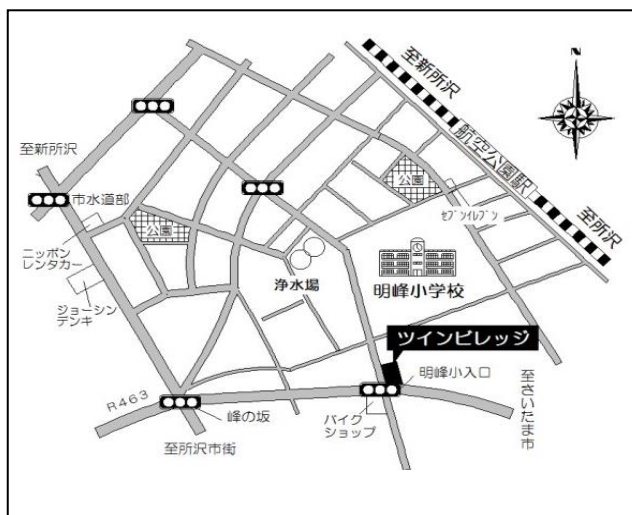 N
至新所沢
航空公園駅
至所沢
至新所沢
市水道部
公園
公園
セブンイレブン
ニッポン
レンタカー
ジョーシン
デンキ
浄水場
明峰小学校
ツインビレッジ
明峰小入口
R463
峰の坂
バイク
ショップ
至さいたま市
至所沢市街